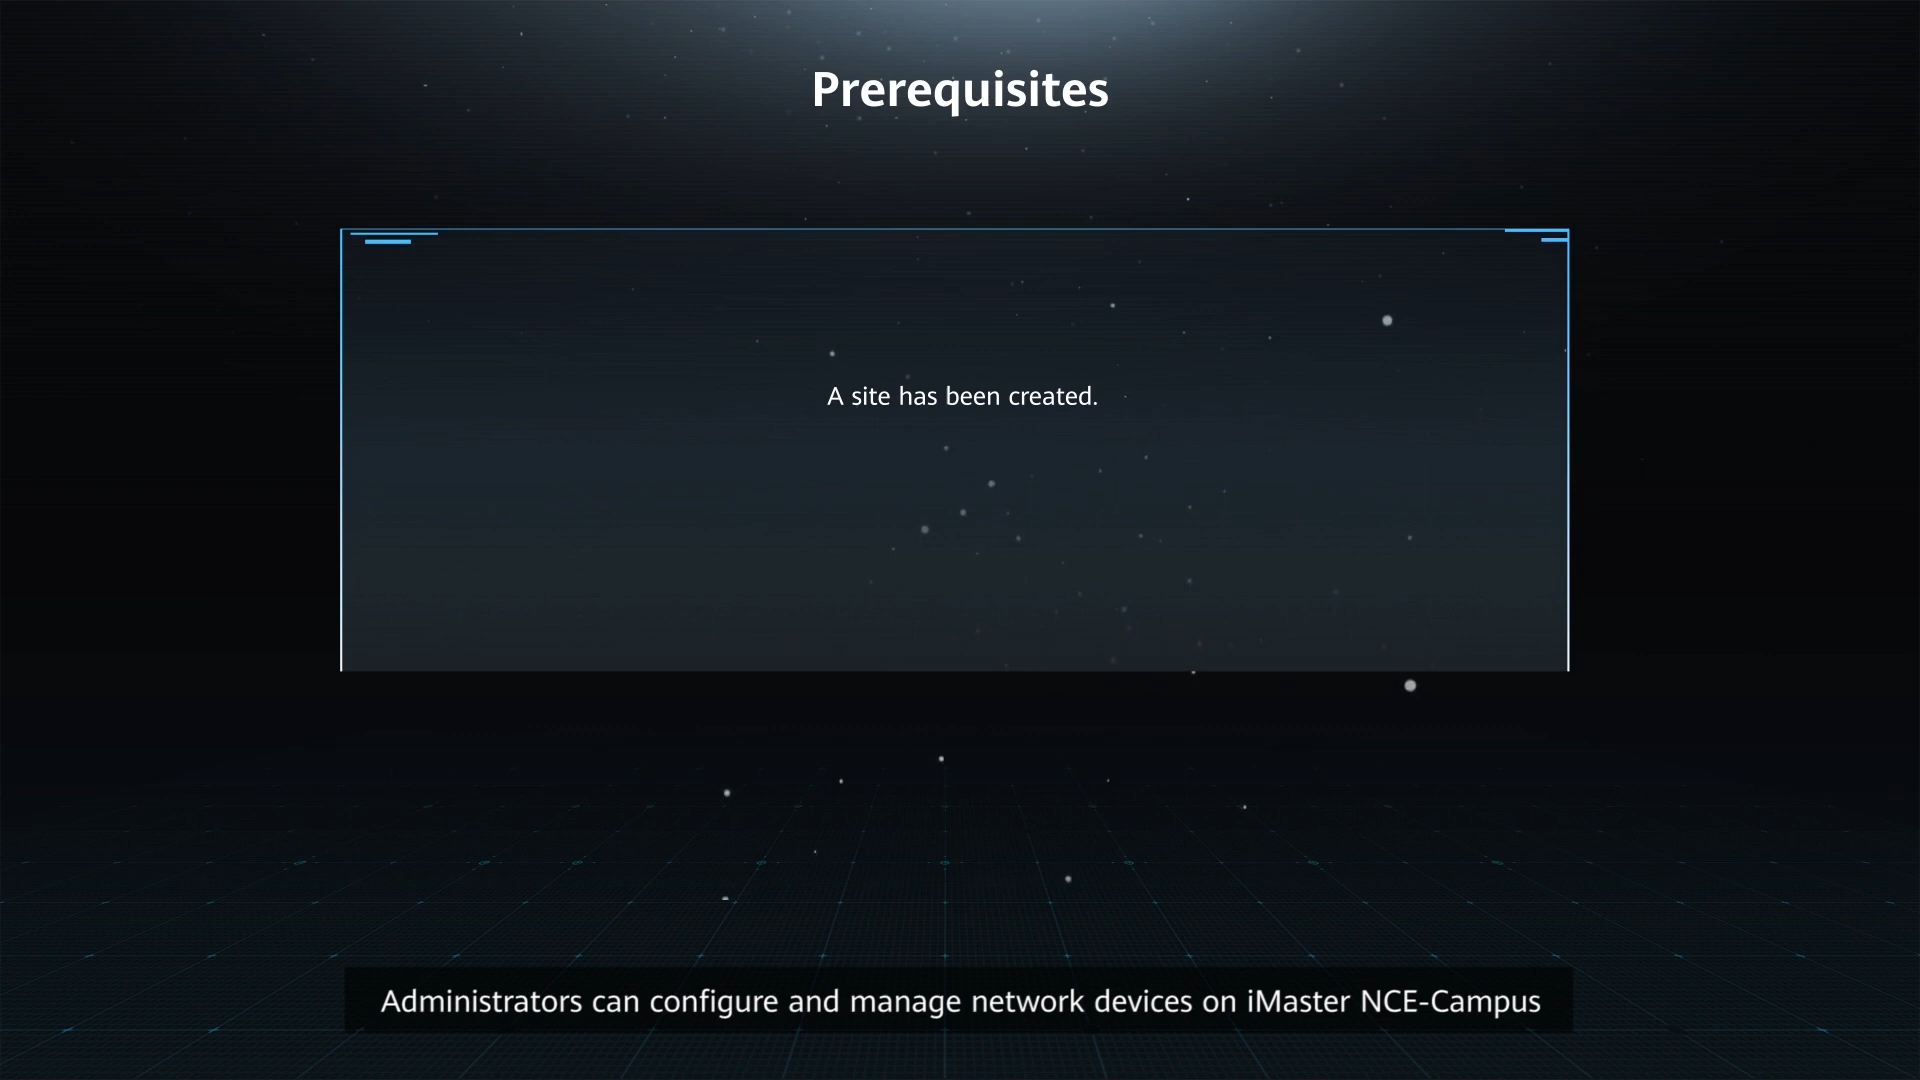 Prerequisites
A site has been created.
Administrators can configure and manage network devices on iMaster NCE-Campus